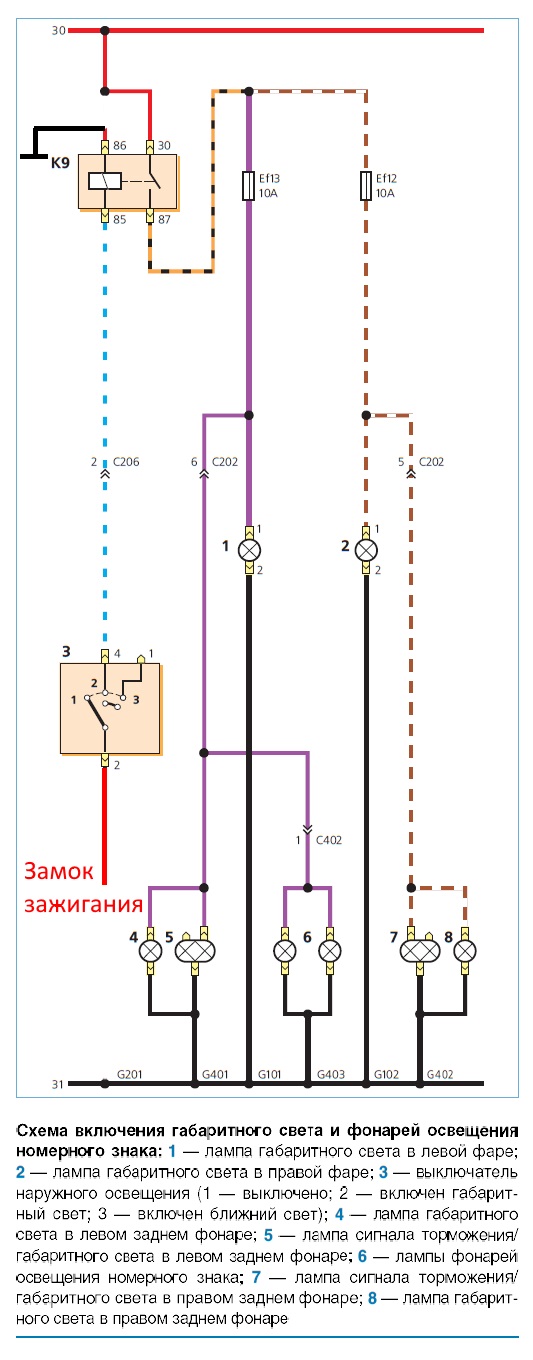 30
86
30
К9
85
87
Ef13
10A
Ef12
10A
2
C206
6
C202
5
C202
1
1
2
2
1
2
3
4
1
2
1
3
2
Замок
зажигания
1
C402
4
5
6
7
8
31
G201
G401
G101
G403
G102
G402
Схема включения габаритного света и фонарей освещения
номерного знака: 1 — лампа габаритного света в левой фаре;
2 — лампа габаритного света в правой фаре; 3 — выключатель
наружного освещения (1 — выключено; 2 — включен габарит-
ный свет; 3 — включен ближний свет); 4 — лампа габаритного
света в левом заднем фонаре; 5 — лампа сигнала торможения/
габаритного света в левом заднем фонаре; 6 — лампы фонарей
освещения номерного знака; 7 — лампа сигнала торможения/
габаритного света в правом заднем фонаре; 8 — лампа габарит-
ного света в правом заднем фонаре